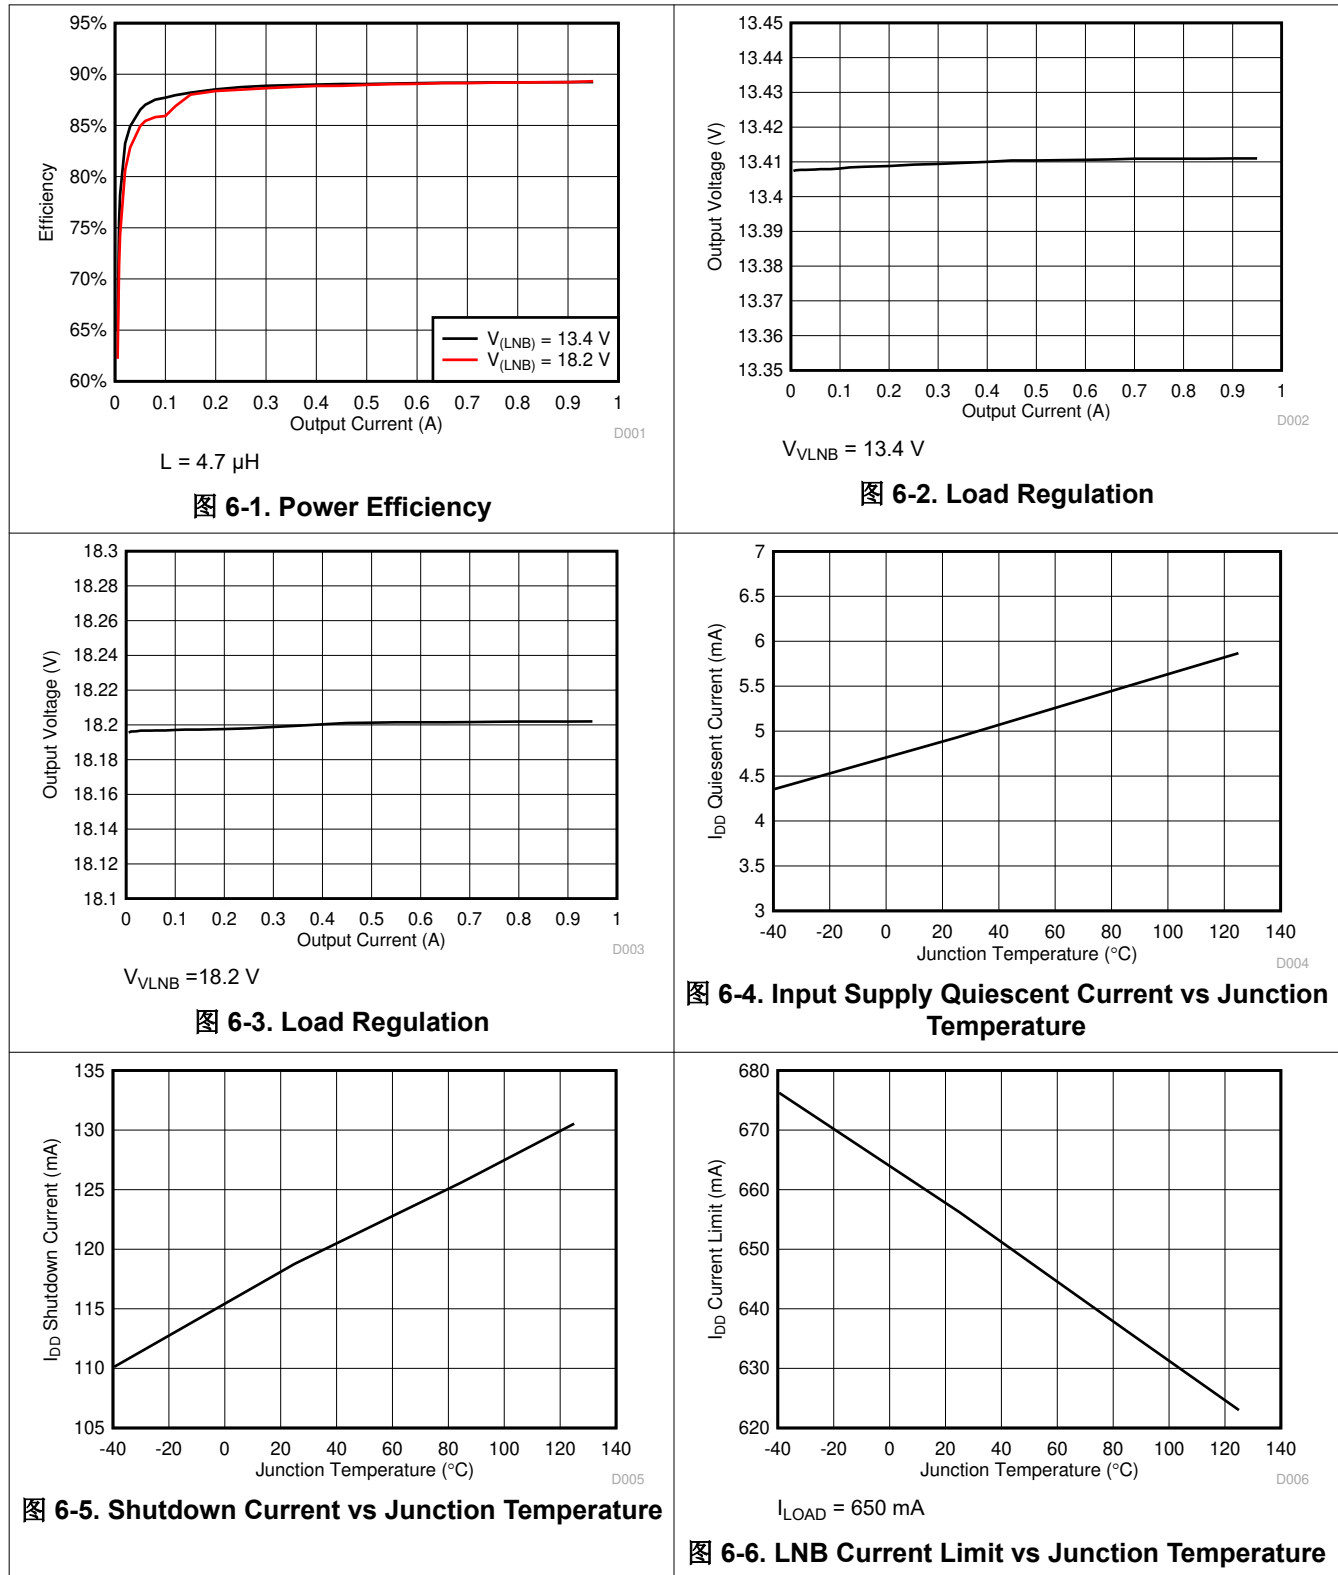 95%
90%
85%
80%
75%
70%
65%
60%
Efficiency
V(LNB) = 13.4 V
V(LNB) = 18.2 V
0 0.1 0.2 0.3 0.4 0.5 0.6 0.7 0.8 0.9 1
Output Current (A)
D001
L = 4.7 µH
图 6-1. Power Efficiency
13.45
13.44
13.43
13.42
13.41
13.4
13.39
13.38
13.37
13.36
13.35
Output Voltage (V)
0 0.1 0.2 0.3 0.4 0.5 0.6 0.7 0.8 0.9 1
Output Current (A)
D002
VVLNB = 13.4 V
图 6-2. Load Regulation
18.3
18.28
18.26
18.24
18.22
18.2
18.18
18.16
18.14
18.12
18.1
Output Voltage (V)
0 0.1 0.2 0.3 0.4 0.5 0.6 0.7 0.8 0.9 1
Output Current (A)
D003
VVLNB =18.2 V
图 6-3. Load Regulation
7
6.5
6
5.5
5
4.5
4
3.5
3
IDD Quiesent Current (mA)
-40 -20 0 20 40 60 80 100 120 140
Junction Temperature (°C)
D004
图 6-4. Input Supply Quiescent Current vs Junction
Temperature
135
130
125
120
115
110
105
IDD Shutdown Current (mA)
-40 -20 0 20 40 60 80 100 120 140
Junction Temperature (°C)
D005
图 6-5. Shutdown Current vs Junction Temperature
680
670
660
650
640
630
620
IDD Current Limit (mA)
-40 -20 0 20 40 60 80 100 120 140
Junction Temperature (°C)
D006
ILOAD = 650 mA
图 6-6. LNB Current Limit vs Junction Temperature